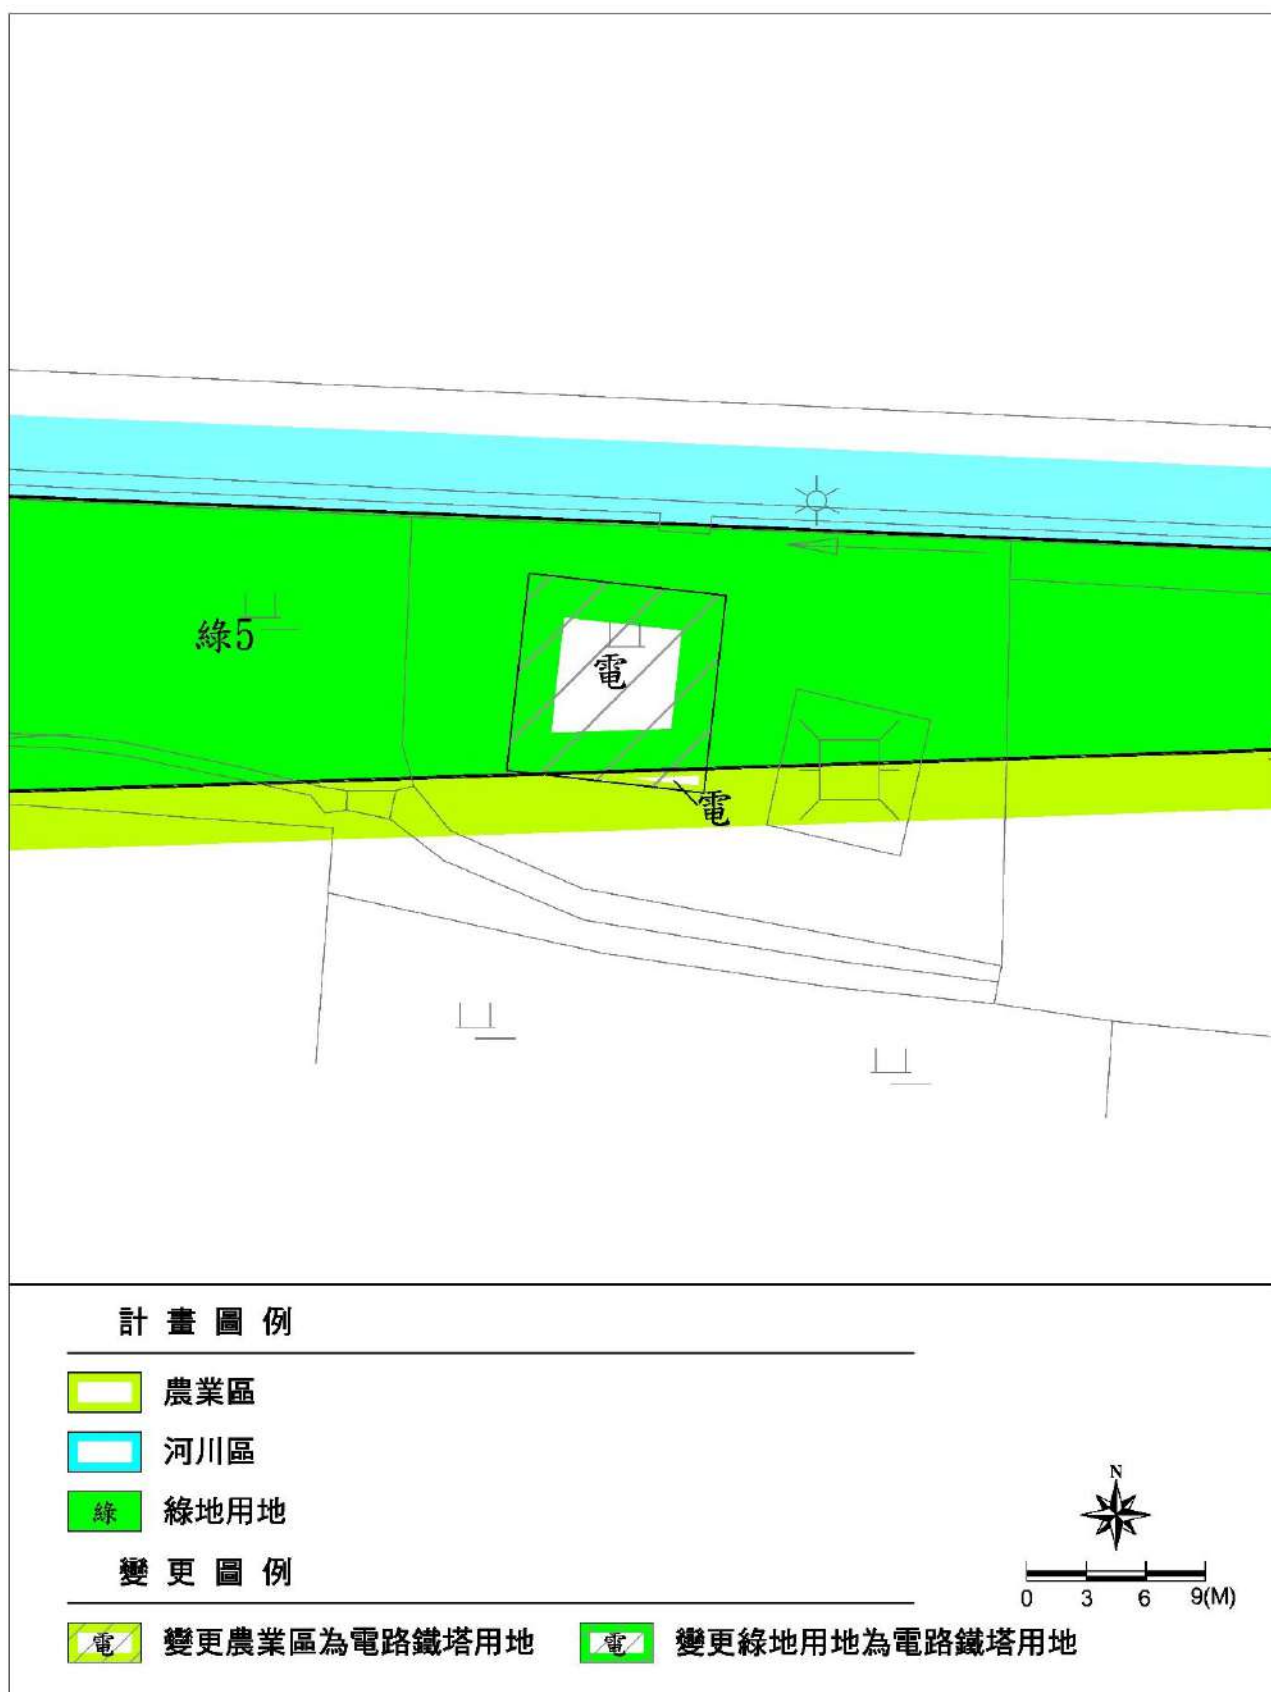 綠5
電
電
計畫圖例
農業區
河川區
綠 綠地用地
N
變更圖例
0 3 6 9(M)
電 變更農業區為電路鐵塔用地 電 變更綠地用地為電路鐵塔用地